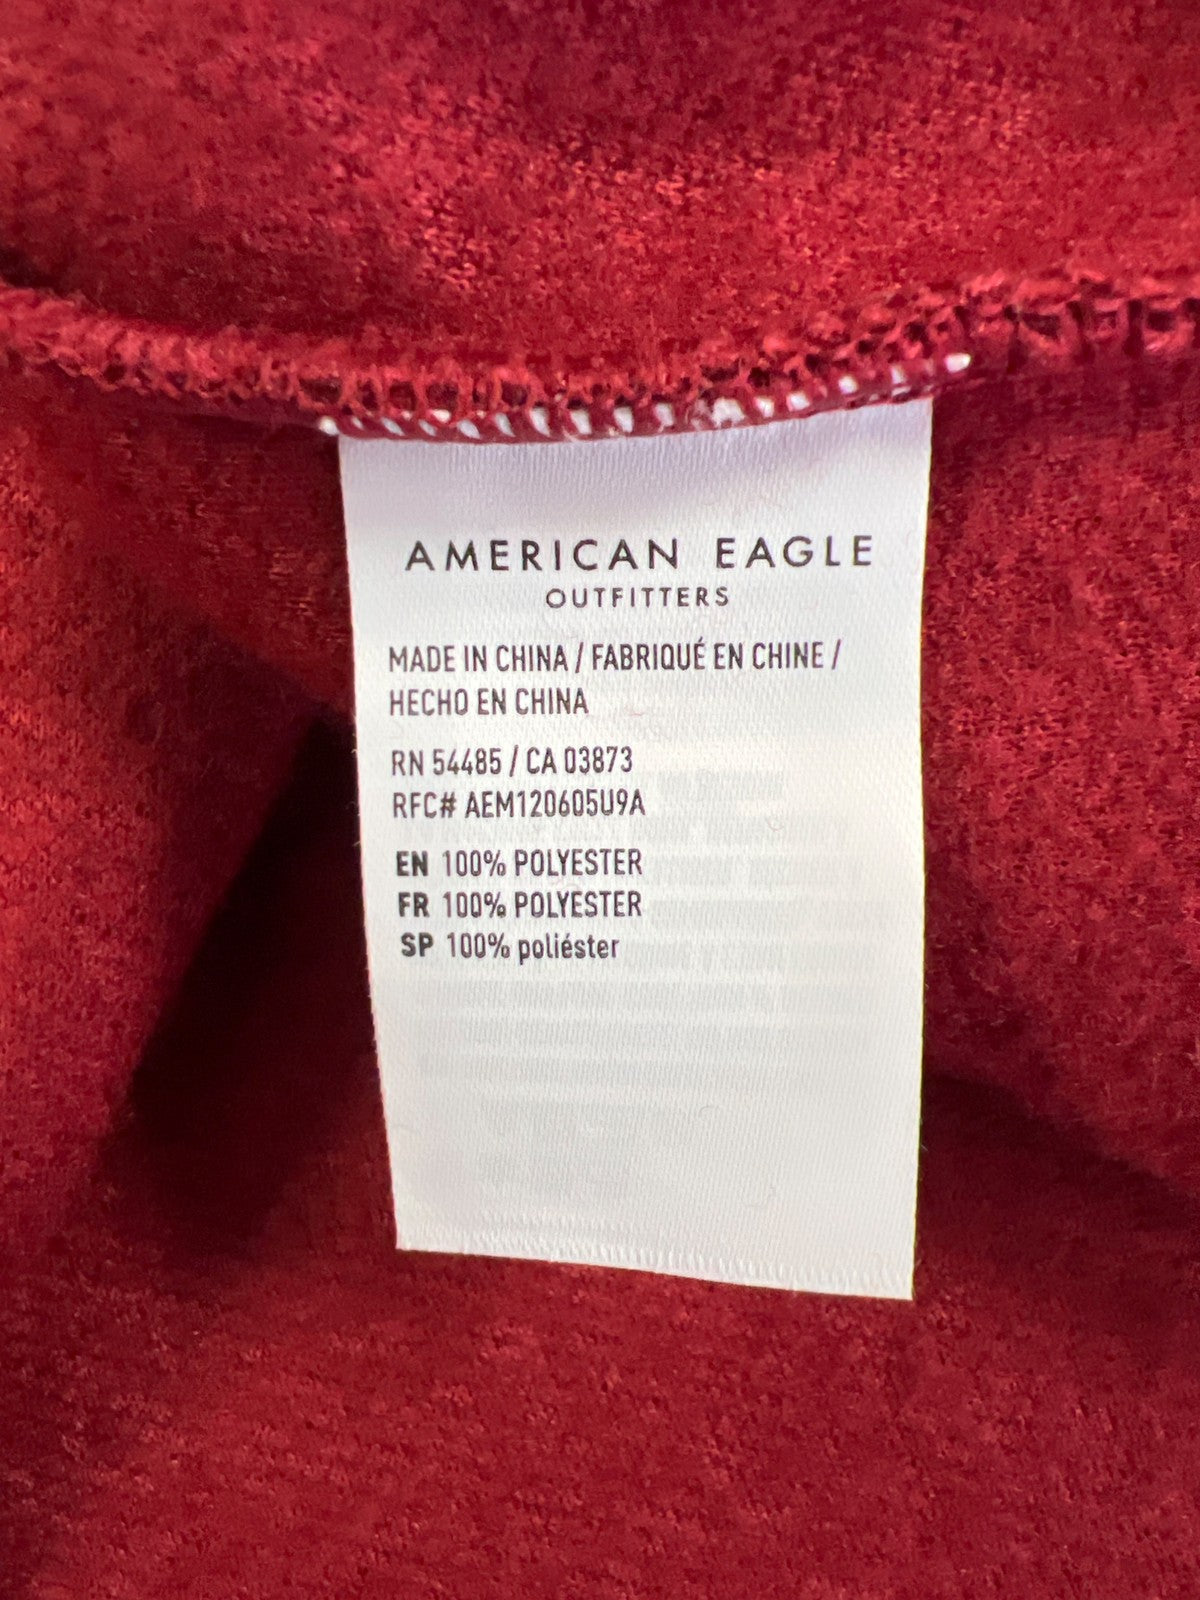 AMERICAN EAGLE
OUTFITTERS
MADE IN CHINA / FABRIQUÉ EN CHINE /
HECHO EN CHINA
RN 54485 / CA 03873
RFC# AEM120605U9A
EN 100% POLYESTER
FR 100% POLYESTER
SP 100% poliéster